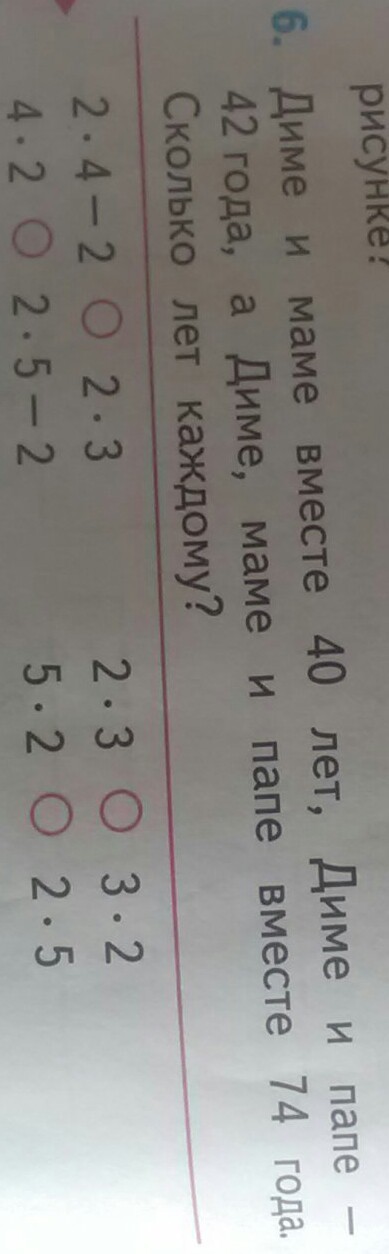 рисунке?
6. Диме и маме вместе 40 лет, Диме и папе —
42 года, а Диме, маме и папе вместе 74 года.
Сколько лет каждому?
2 · 4 – 2 ○ 2 · 3 2 · 3 ○ 3 · 2
4 · 2 ○ 2 · 5 – 2 5 · 2 ○ 2 · 5